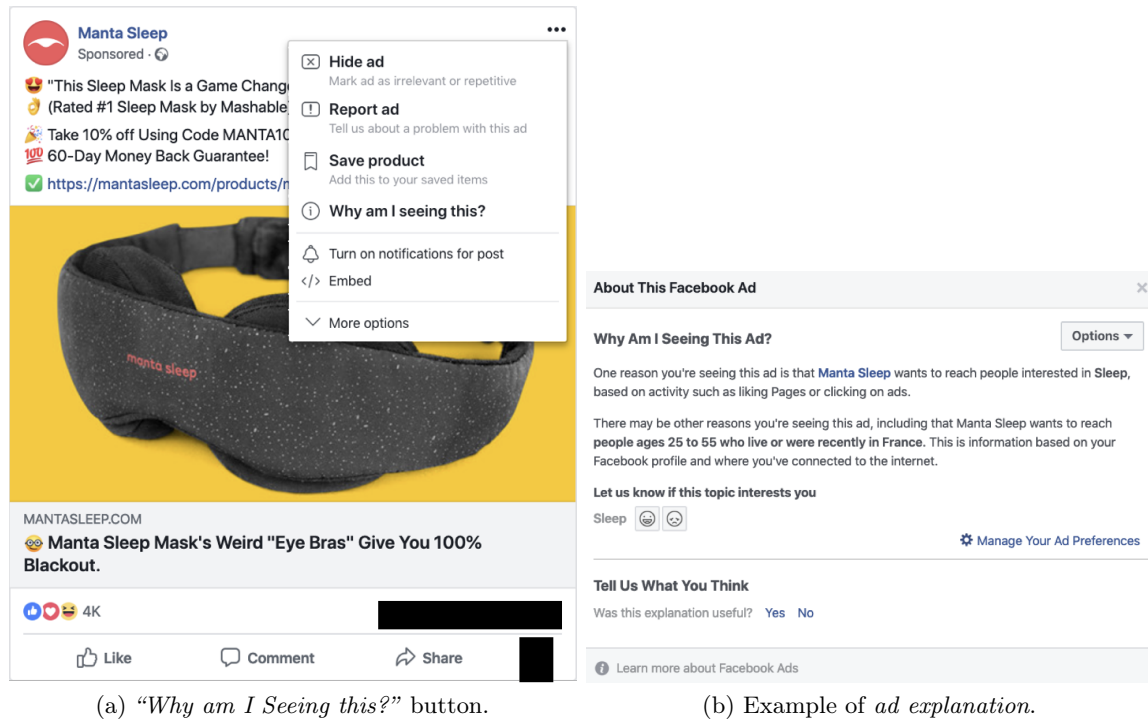 Manta Sleep
Sponsored ·
"This Sleep Mask Is a Game Change
(Rated #1 Sleep Mask by Mashable
Take 10% off Using Code MANTA10
💯 60-Day Money Back Guarantee!
https://mantasleep.com/products/
Hide ad
Mark ad as irrelevant or repetitive
Report ad
Tell us about a problem with this ad
Save product
Add this to your saved items
Why am I seeing this?
Turn on notifications for post
</> Embed
More options
manta sleep
MANTASLEEP.COM
Manta Sleep Mask's Weird "Eye Bras" Give You 100%
Blackout.
4K
Like Comment Share
(a) "Why am I Seeing this?" button.
About This Facebook Ad
Why Am I Seeing This Ad?
Options
One reason you're seeing this ad is that Manta Sleep wants to reach people interested in Sleep,
based on activity such as liking Pages or clicking on ads.
There may be other reasons you're seeing this ad, including that Manta Sleep wants to reach
people ages 25 to 55 who live or were recently in France. This is information based on your
Facebook profile and where you've connected to the internet.
Let us know if this topic interests you
Sleep
Manage Your Ad Preferences
Tell Us What You Think
Was this explanation useful? Yes No
Learn more about Facebook Ads
(b) Example of ad explanation.